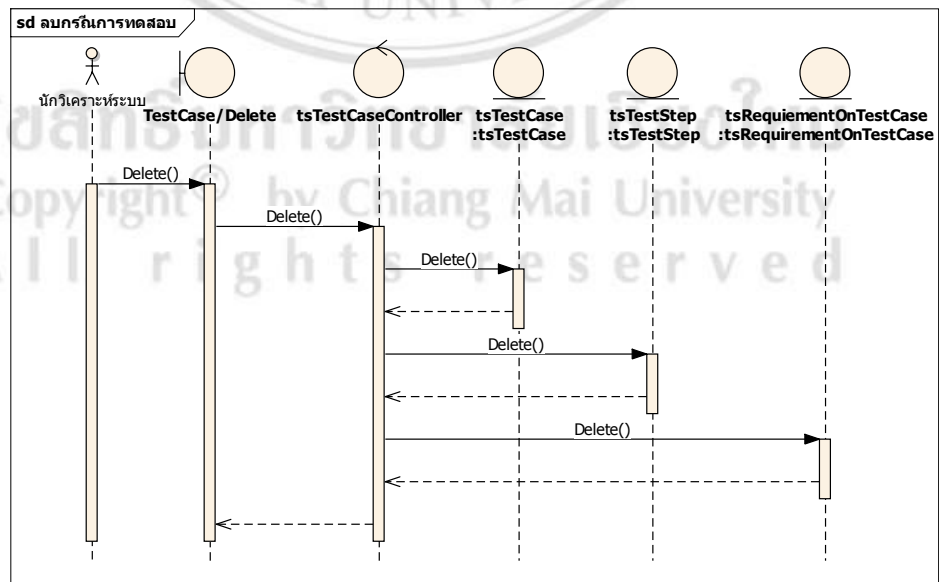 UNIV
sd ลบกรณีการทดสอบ
นักวิเคราะห์ระบบ
TestCase/Delete
tsTestCaseController
tsTestCase
:tsTestCase
tsTestStep
:tsTestStep
tsRequiementOnTestCase
:tsRequirementOnTestCase
Delete()
Copyright© by Chiang Mai University
Delete()
All rights reserved
Delete()
Delete()
Delete()